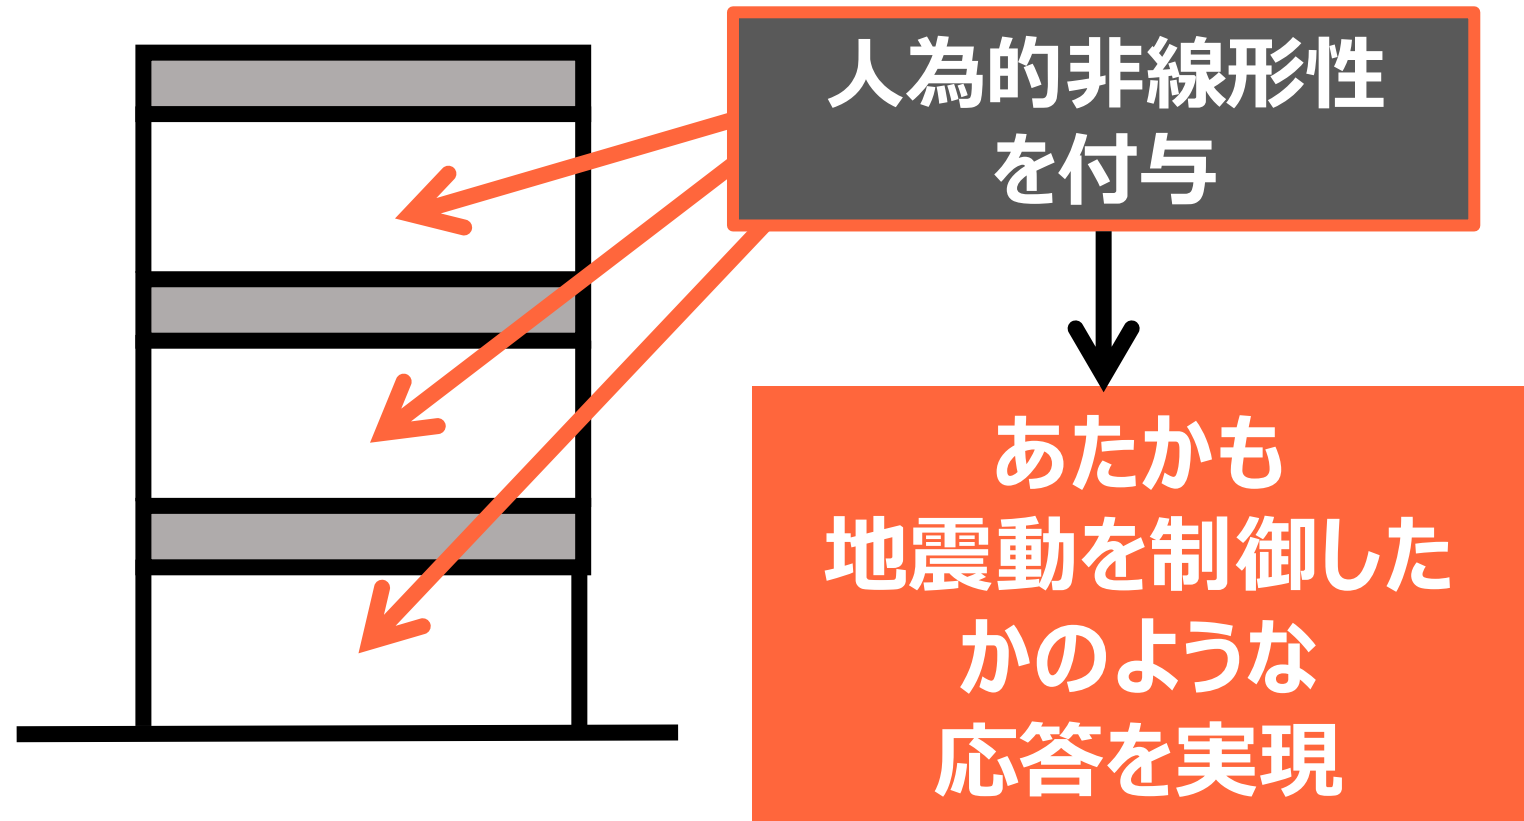 人為的非線形性
を付与
あたかも
地震動を制御した
かのような
応答を実現